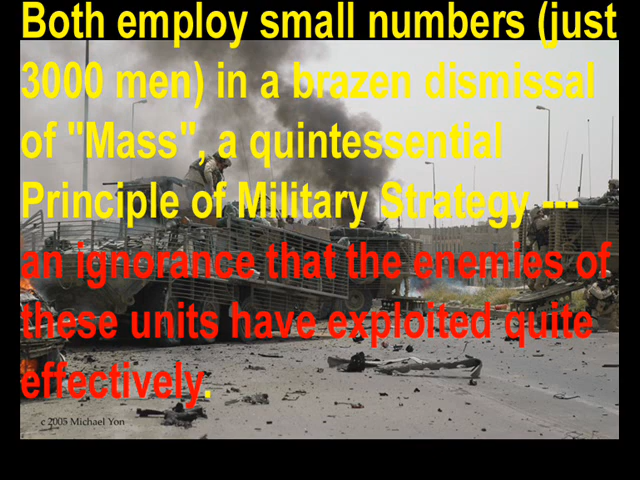 Both employ small numbers (just
3000 men) in a brazen dismissal
of "Mass", a quintessential
Principle of Military Strategy ---
an ignorance that the enemies of
these units have exploited quite
effectively.
c 2005 Michael Yon